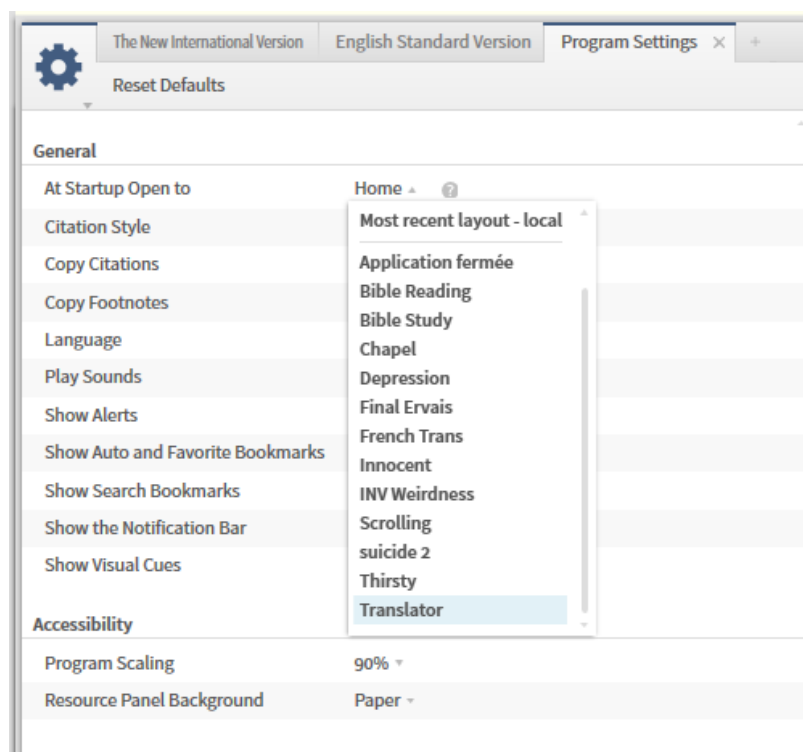 The New International Version English Standard Version Program Settings × +
Reset Defaults
General
At Startup Open to Home ?
Citation Style
Copy Citations
Copy Footnotes
Language
Play Sounds
Show Alerts
Show Auto and Favorite Bookmarks
Show Search Bookmarks
Show the Notification Bar
Show Visual Cues
Most recent layout - local
Application fermée
Bible Reading
Bible Study
Chapel
Depression
Final Ervais
French Trans
Innocent
INV Weirdness
Scrolling
suicide 2
Thirsty
Translator
Accessibility
Program Scaling 90%
Resource Panel Background Paper